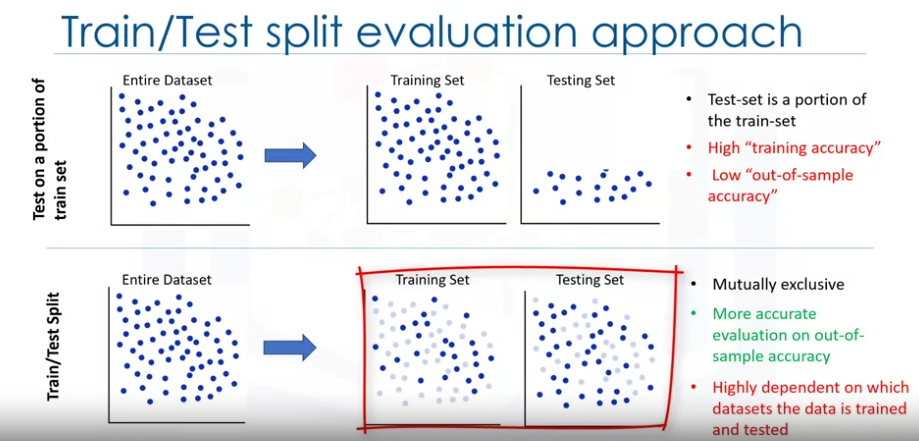 Train/Test split evaluation approach
Test on a portion of
train set
Entire Dataset
Training Set
Testing Set
• Test-set is a portion of
the train-set
• High “training accuracy”
• Low “out-of-sample
accuracy”
Train/Test Split
Entire Dataset
Training Set
Testing Set
• Mutually exclusive
• More accurate
evaluation on out-of-
sample accuracy
• Highly dependent on which
datasets the data is trained
and tested